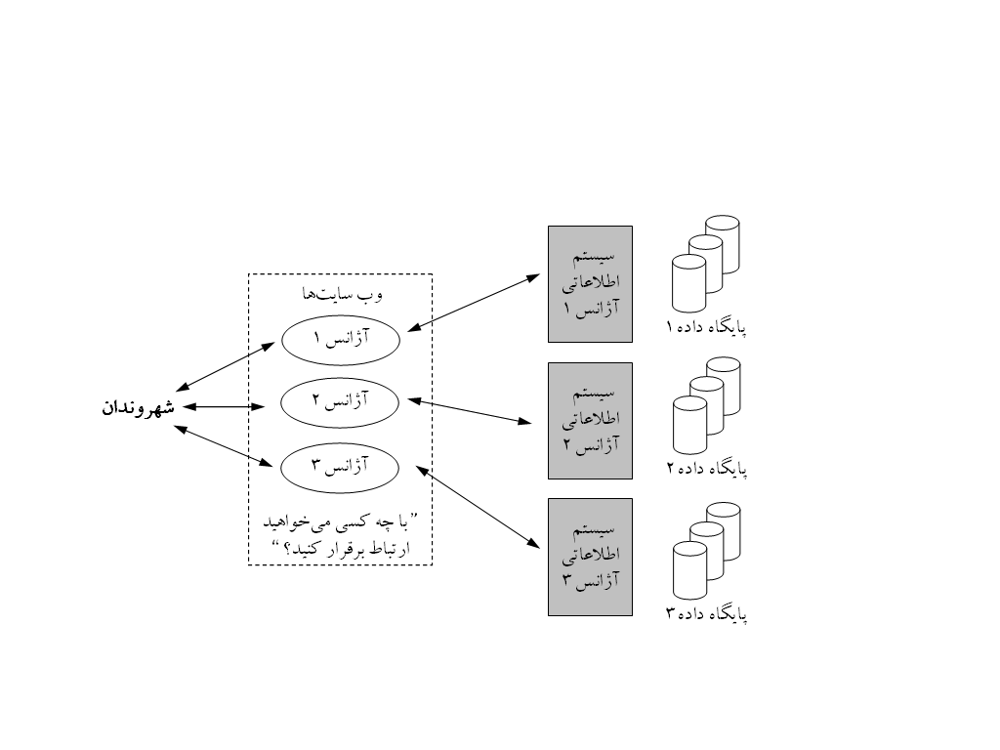 شهروندان
وب سایت‌ها
آژانس ۱
آژانس ۲
آژانس ۳
”با چه کسی می‌خواهید
ارتباط برقرار کنید؟ “
سیستم
اطلاعاتی
آژانس ۱
سیستم
اطلاعاتی
آژانس ۲
سیستم
اطلاعاتی
آژانس ۳
پایگاه داده ۱
پایگاه داده ۲
پایگاه داده ۳